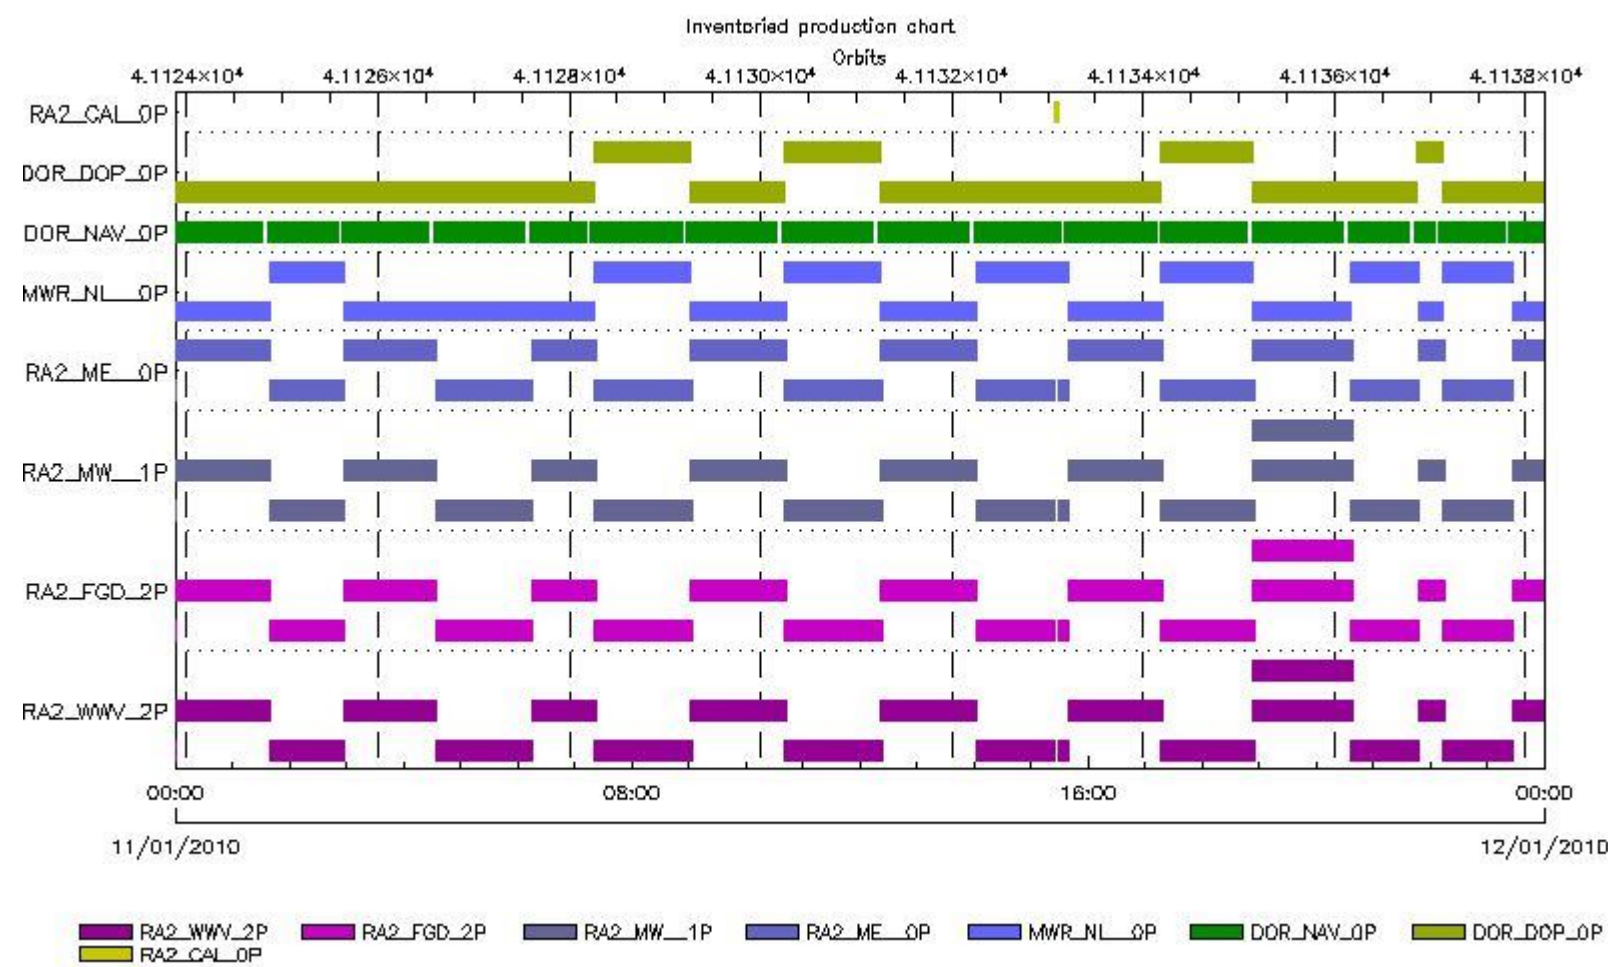 Inventoried production chart
Orbits
4.1124×10⁴ 4.1126×10⁴ 4.1128×10⁴ 4.1130×10⁴ 4.1132×10⁴ 4.1134×10⁴ 4.1136×10⁴ 4.1138×10⁴
RA2_CAL_0P
DOR_DOP_0P
DOR_NAV_0P
MWR_NL__0P
RA2_ME__0P
RA2_MW__1P
RA2_FGD_2P
RA2_WWV_2P
00:00 08:00 16:00 00:00
11/01/2010 12/01/2010
RA2_WWV_2P RA2_FGD_2P RA2_MW__1P RA2_ME__0P MWR_NL__0P DOR_NAV_0P DOR_DOP_0P
RA2_CAL_0P